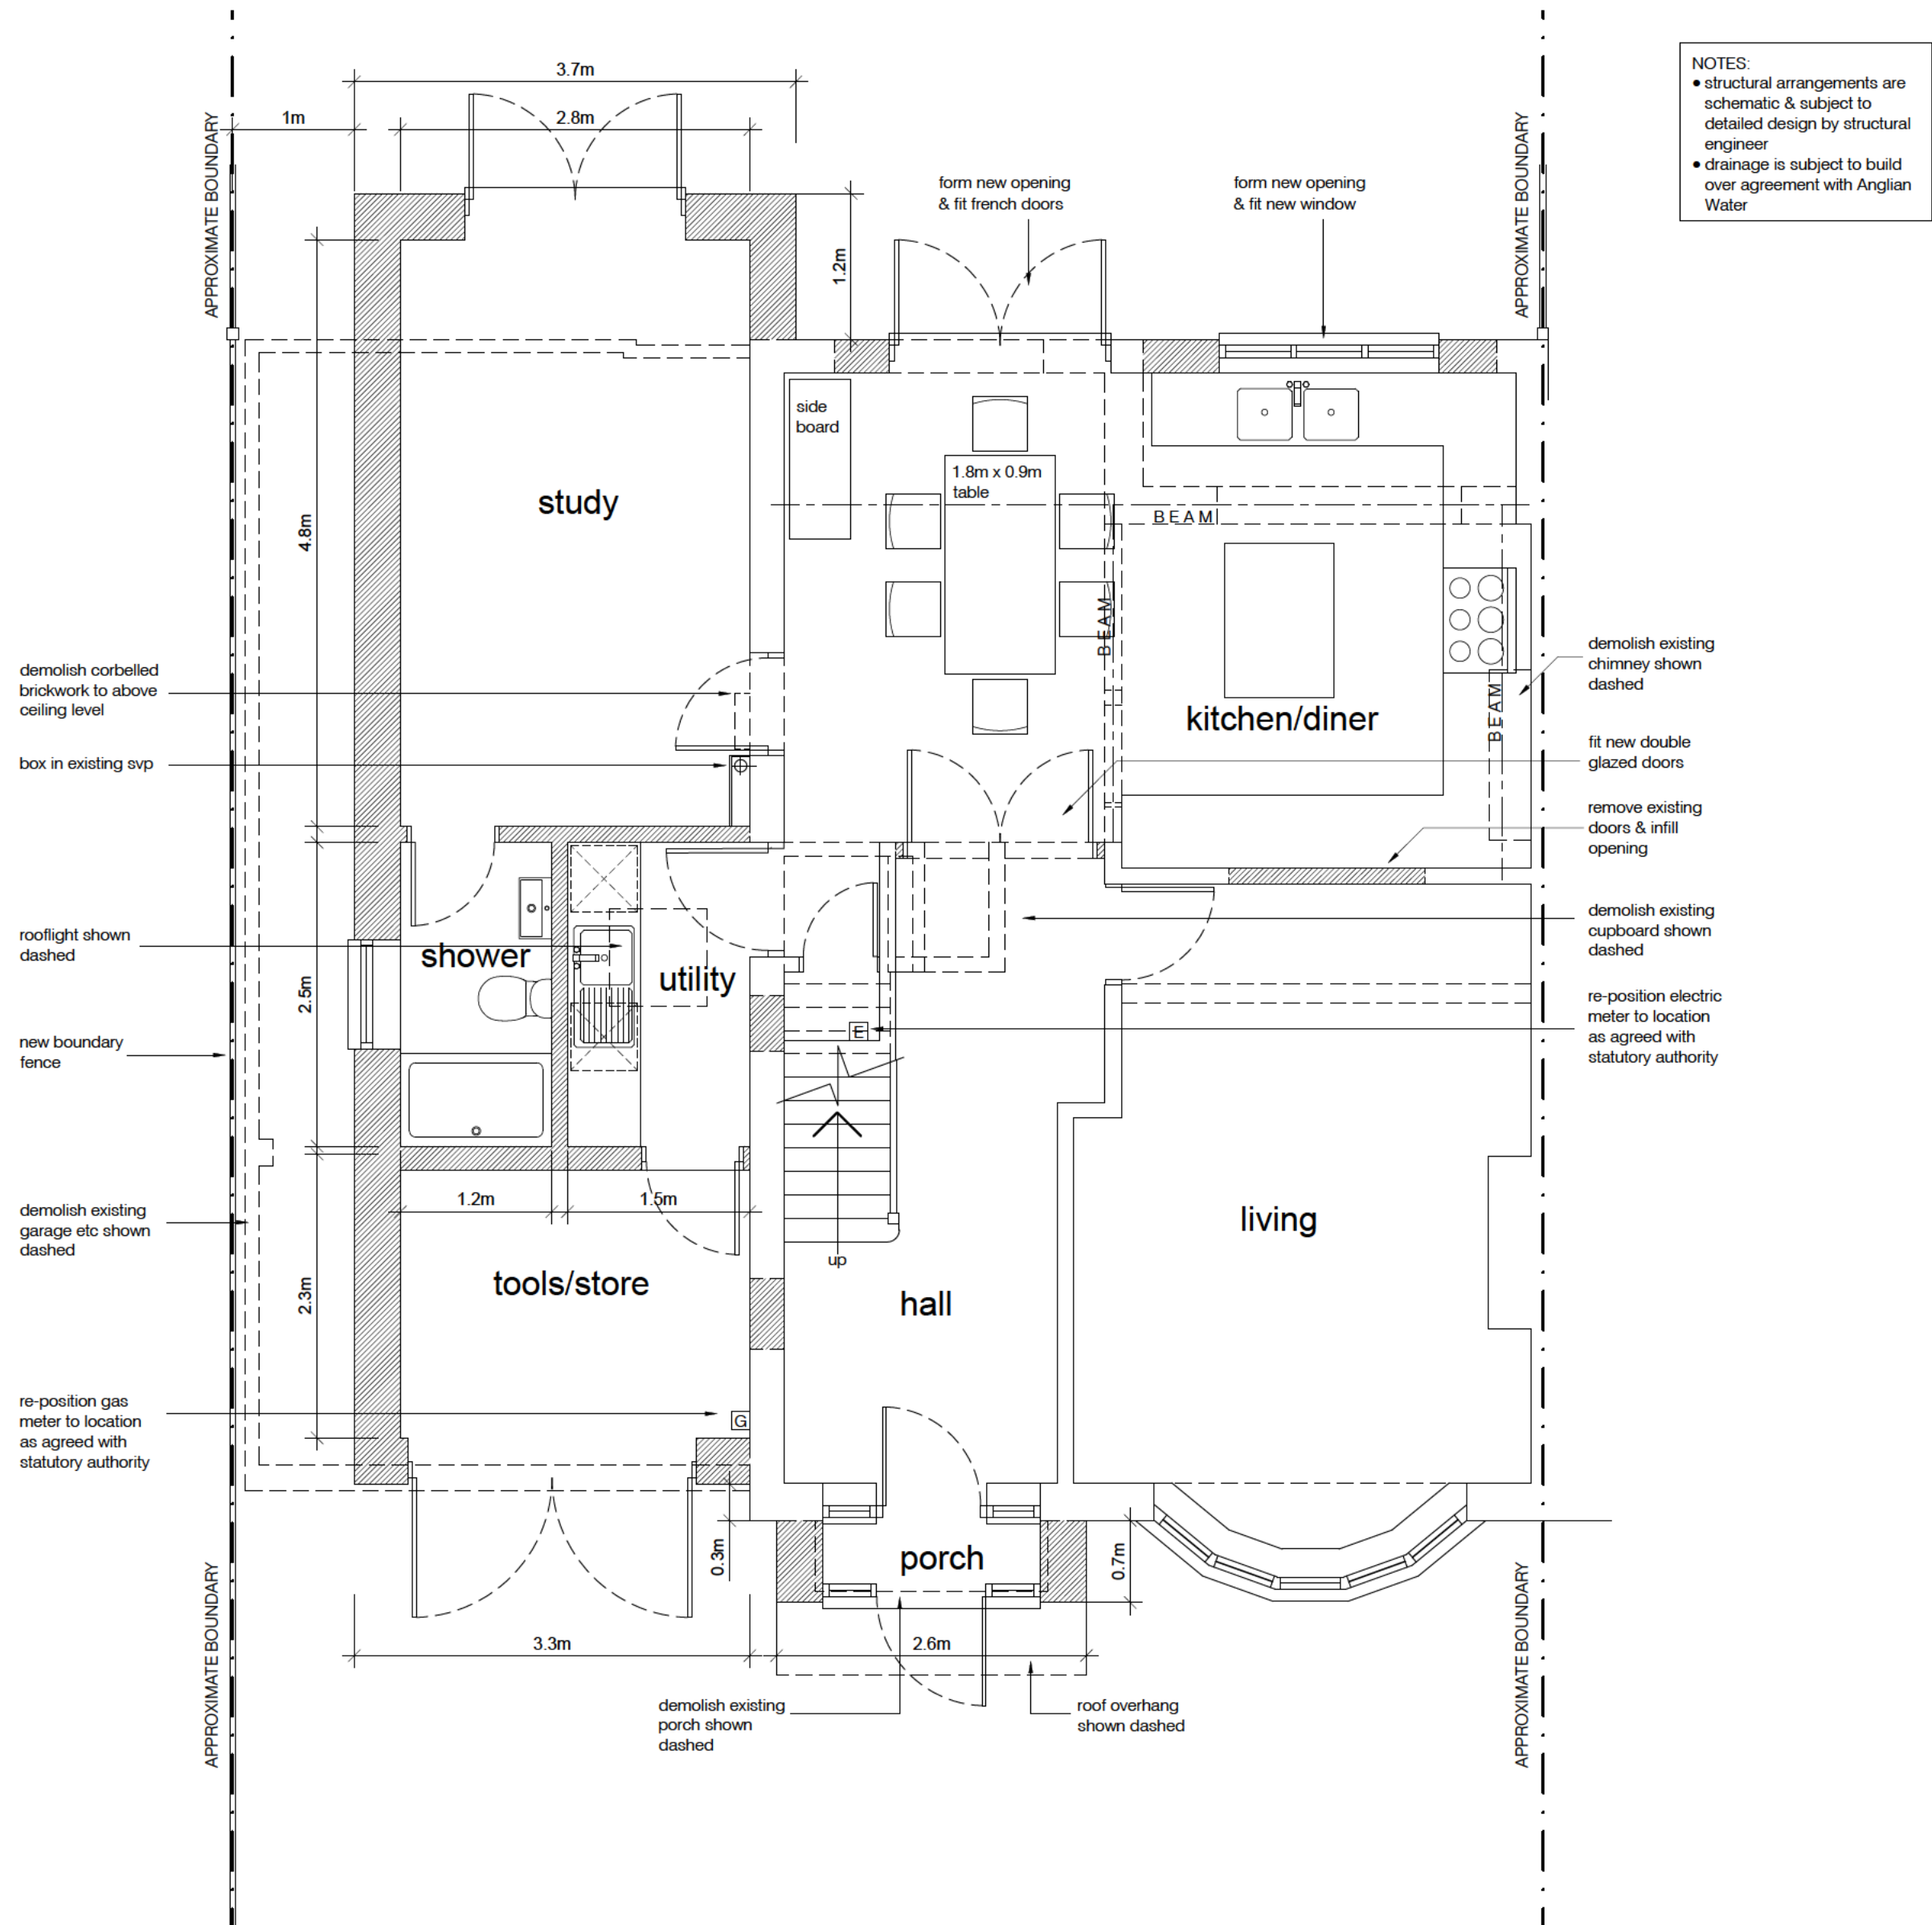 NOTES:
• structural arrangements are
schematic & subject to
detailed design by structural
engineer
• drainage is subject to build
over agreement with Anglian
Water
APPROXIMATE BOUNDARY
APPROXIMATE BOUNDARY
3.7m
1m
2.8m
1.2m
form new opening
& fit french doors
form new opening
& fit new window
side
board
1.8m x 0.9m
table
study
4.8m
BEAM
BEAM
BEAM
kitchen/diner
demolish corbelled
brickwork to above
ceiling level
box in existing svp
demolish existing
chimney shown
dashed
fit new double
glazed doors
remove existing
doors & infill
opening
rooflight shown
dashed
shower
utility
2.5m
demolish existing
cupboard shown
dashed
re-position electric
meter to location
as agreed with
statutory authority
E
new boundary
fence
demolish existing
garage etc shown
dashed
1.2m
1.5m
up
living
tools/store
2.3m
hall
re-position gas
meter to location
as agreed with
statutory authority
G
0.3m
porch
0.7m
3.3m
2.6m
demolish existing
porch shown
dashed
roof overhang
shown dashed
APPROXIMATE BOUNDARY
APPROXIMATE BOUNDARY